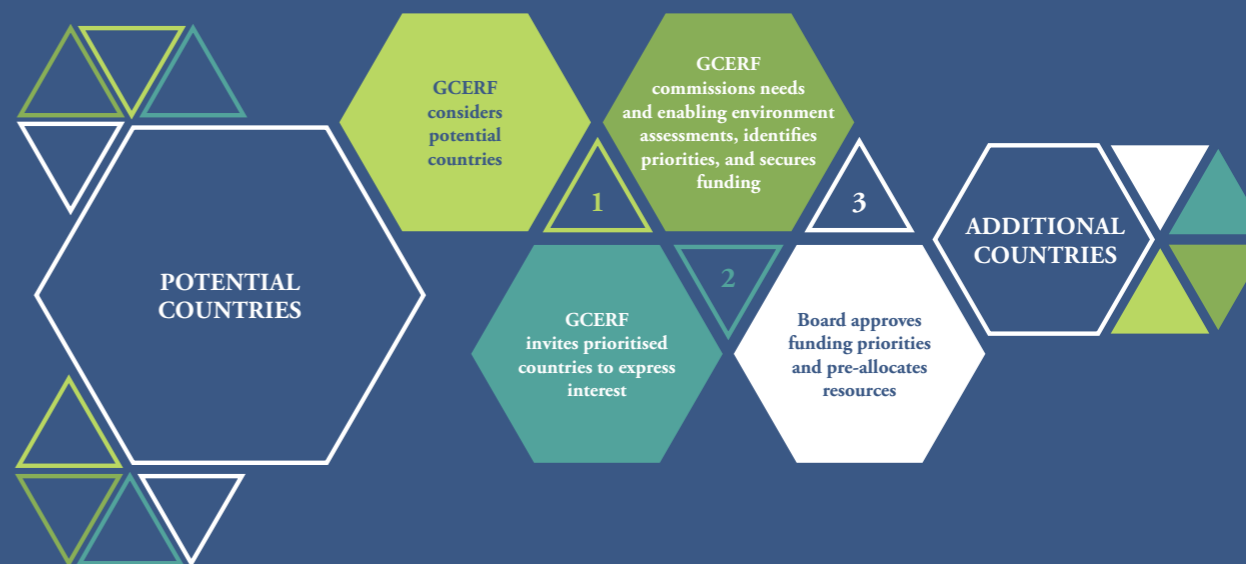 POTENTIAL
COUNTRIES
GCERF
considers
potential
countries
1
GCERF
invites prioritised
countries to express
interest
2
GCERF
commissions needs
and enabling environment
assessments, identifies
priorities, and secures
funding
3
Board approves
funding priorities
and pre-allocates
resources
ADDITIONAL
COUNTRIES